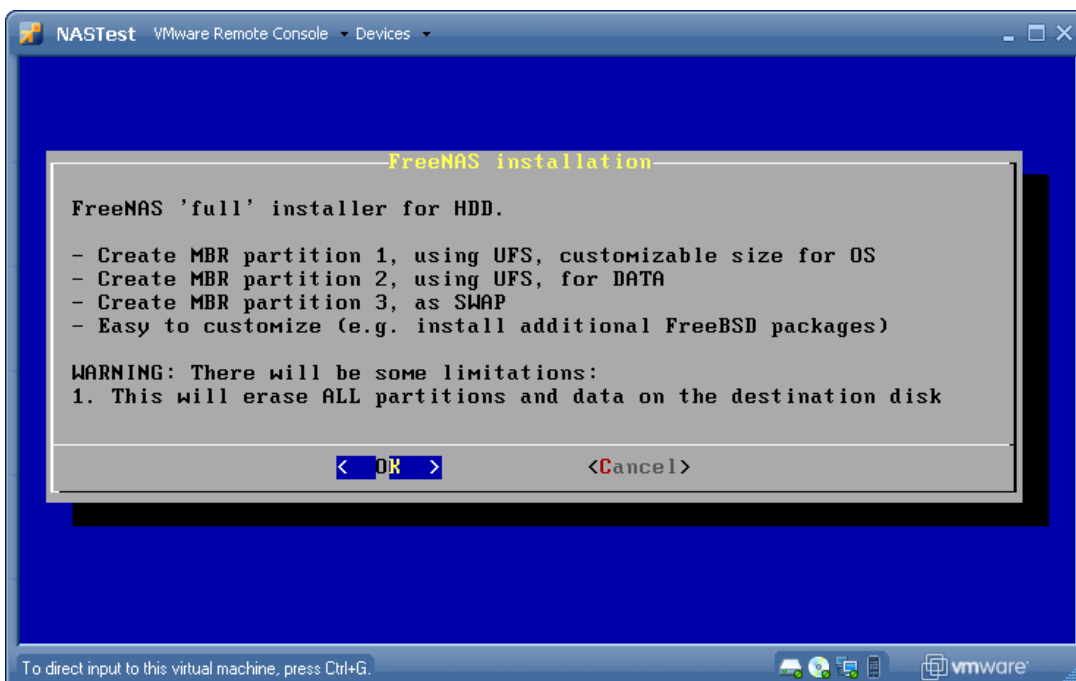 NASTest VMware Remote Console Devices
FreeNAS installation
FreeNAS 'full' installer for HDD.
- Create MBR partition 1, using UFS, customizable size for OS
- Create MBR partition 2, using UFS, for DATA
- Create MBR partition 3, as SWAP
- Easy to customize (e.g. install additional FreeBSD packages)
WARNING: There will be some limitations:
1. This will erase ALL partitions and data on the destination disk
< OK > <Cancel>
To direct input to this virtual machine, press Ctrl+G. vmware